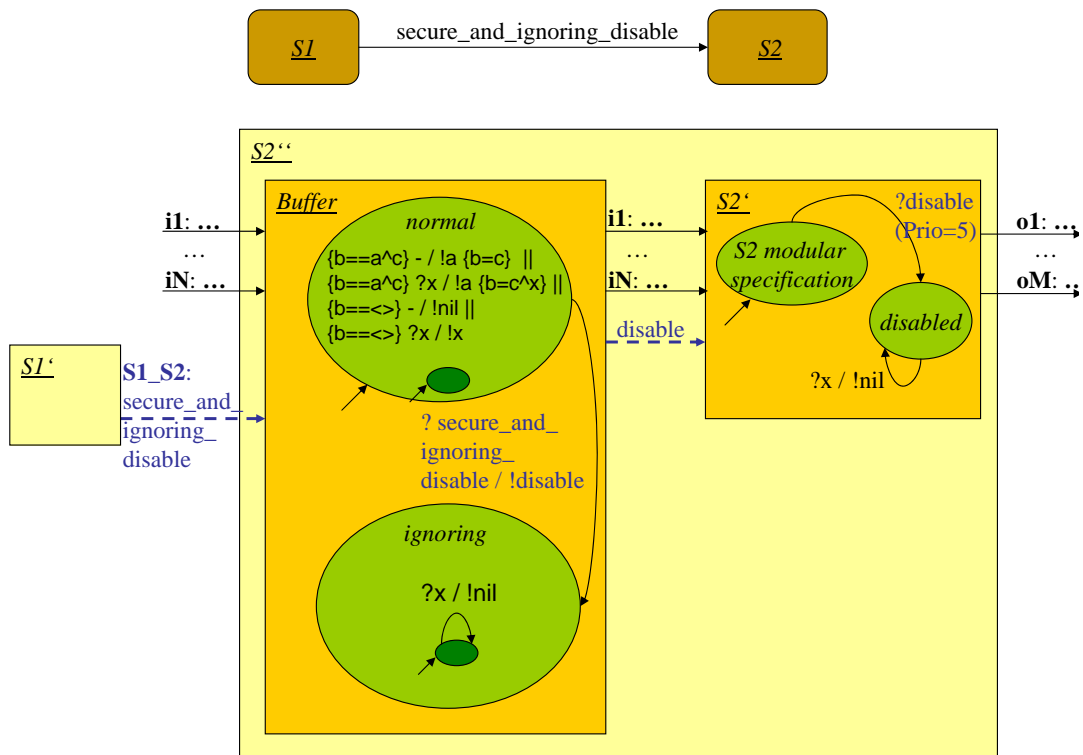 S1
secure_and_ignoring_disable
S2
S2‘‘
Buffer
S2‘
i1: …
…
iN: …
normal
{b==a^c} - / !a {b=c} ||
{b==a^c} ?x / !a {b=c^x} ||
{b==<>} - / !nil ||
{b==<>} ?x / !x
i1: …
…
iN: …
disable
?disable
(Prio=5)
S2 modular
specification
disabled
?x / !nil
o1: …
…
oM: …
S1‘
S1_S2:
secure_and_
ignoring_
disable
? secure_and_
ignoring_
disable / !disable
ignoring
?x / !nil